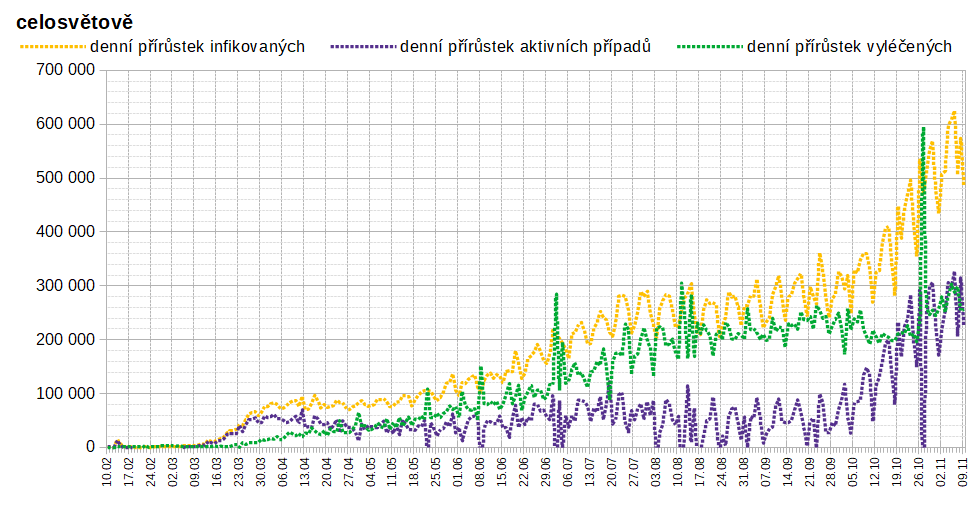 celosvětově
denní přírůstek infikovaných denní přírůstek aktivních případů denní přírůstek vyléčených
700 000
600 000
500 000
400 000
300 000
200 000
100 000
0
10.02 17.02 24.02 02.03 09.03 16.03 23.03 30.03 06.04 13.04 20.04 27.04 04.05 11.05 18.05 25.05 01.06 08.06 15.06 22.06 29.06 06.07 13.07 20.07 27.07 03.08 10.08 17.08 24.08 31.08 07.09 14.09 21.09 28.09 05.10 12.10 19.10 26.10 02.11 09.11